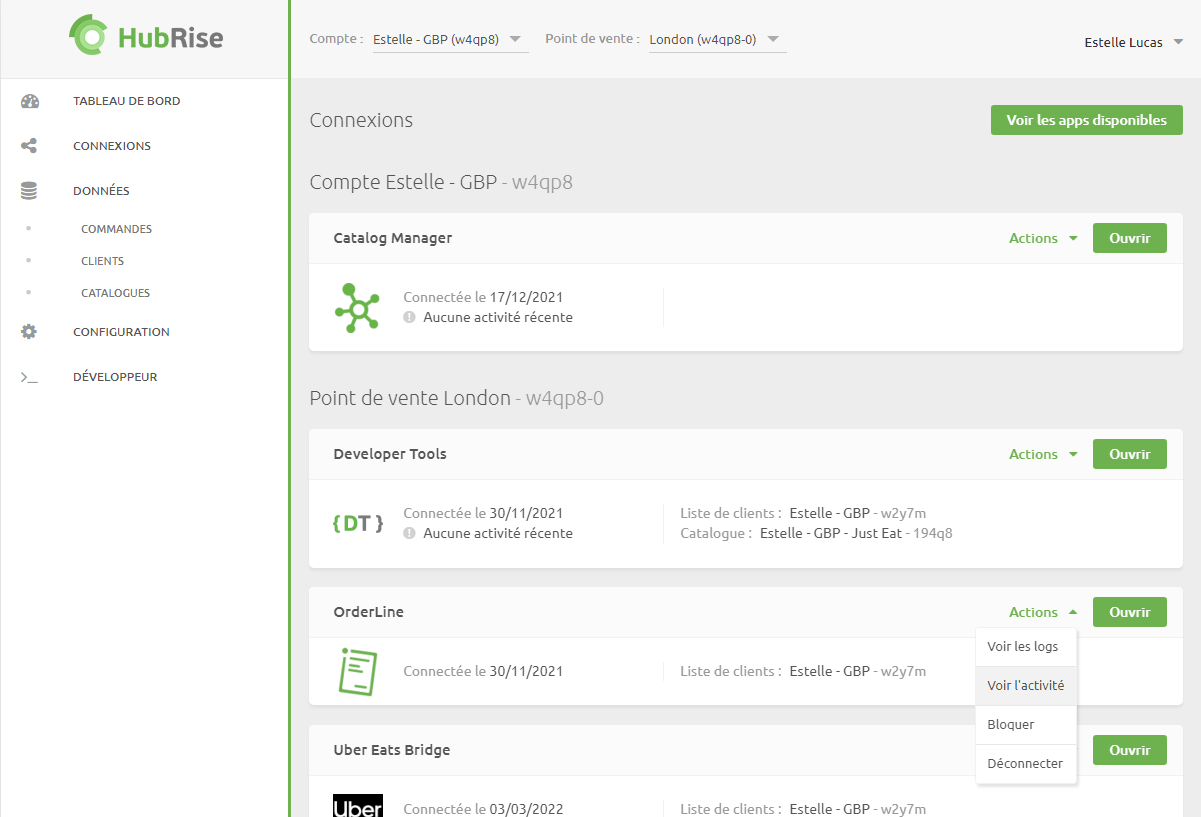 HubRise
Compte : Estelle - GBP (w4qp8) Point de vente : London (w4qp8-0) Estelle Lucas
TABLEAU DE BORD
CONNEXIONS
DONNÉES
COMMANDES
CLIENTS
CATALOGUES
CONFIGURATION
DÉVELOPPEUR
Connexions Voir les apps disponibles
Compte Estelle - GBP - w4qp8
Catalog Manager Actions Ouvrir
Connectée le 17/12/2021
Aucune activité récente
Point de vente London - w4qp8-0
Developer Tools Actions Ouvrir
{DT}
Connectée le 30/11/2021 Liste de clients : Estelle - GBP - w2y7m
Aucune activité récente Catalogue : Estelle - GBP - Just Eat - 194q8
OrderLine Actions Ouvrir
Connectée le 30/11/2021 Liste de clients : Estelle - GBP - w2y7m
Voir les logs
Voir l'activité
Bloquer
Déconnecter
Uber Eats Bridge Ouvrir
Uber
Connectée le 03/03/2022 Liste de clients : Estelle - GBP - w2y7m